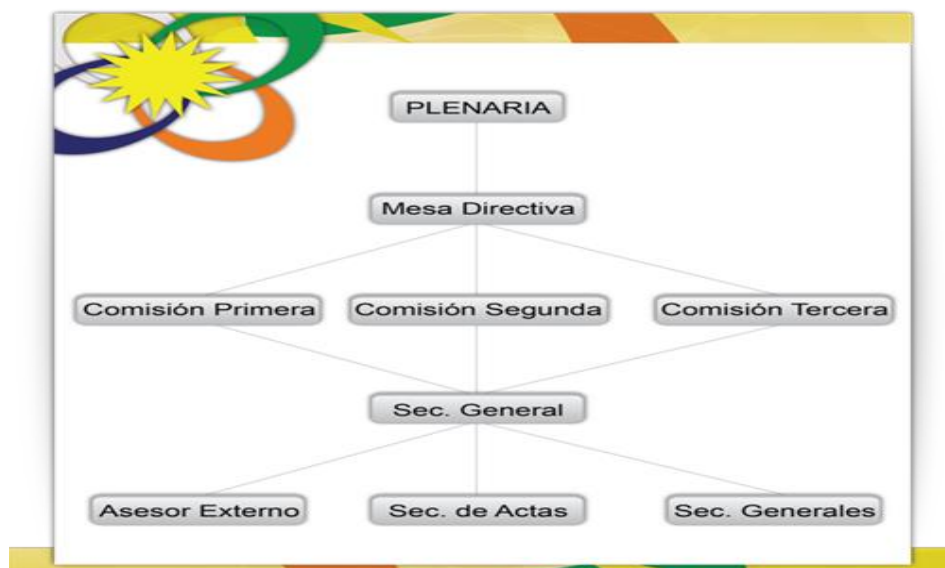 PLENARIA
Mesa Directiva
Comisión Primera
Comisión Segunda
Comisión Tercera
Sec. General
Asesor Externo
Sec. de Actas
Sec. Generales